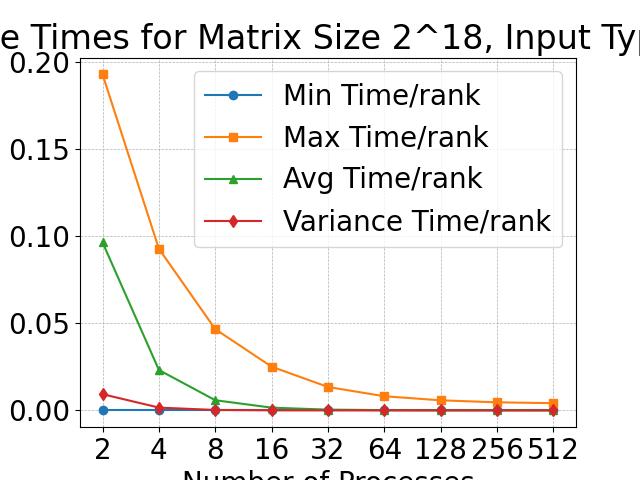 e Times for Matrix Size 2^18, Input Ty
0.20
0.15
0.10
0.05
0.00
Min Time/rank
Max Time/rank
Avg Time/rank
Variance Time/rank
2 4 8 16 32 64 128 256 512
Number of Processes